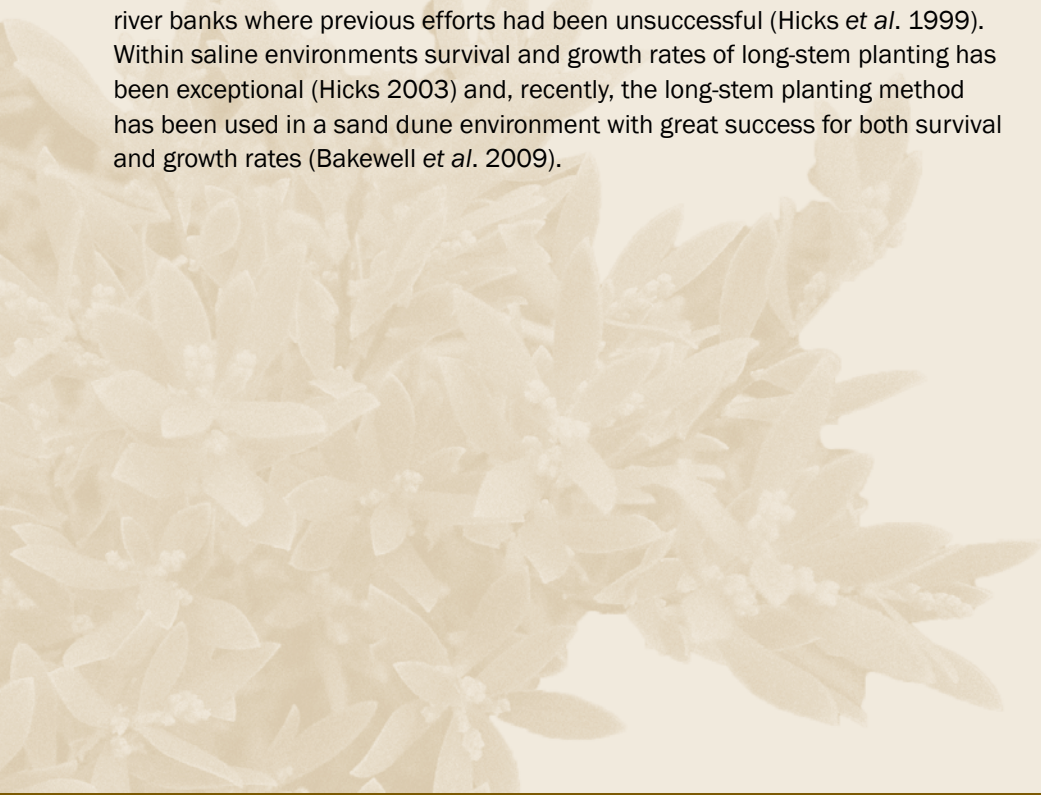 river banks where previous efforts had been unsuccessful (Hicks et al. 1999).
Within saline environments survival and growth rates of long-stem planting has
been exceptional (Hicks 2003) and, recently, the long-stem planting method
has been used in a sand dune environment with great success for both survival
and growth rates (Bakewell et al. 2009).